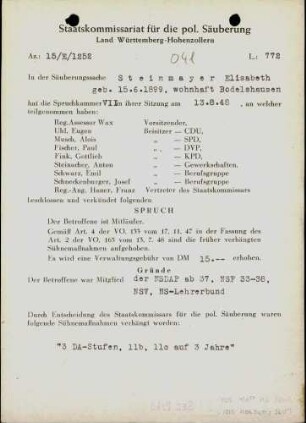 Staatskommissariat für die pol. Säuberung
Land Württemberg-Hohenzollern
Az.: 15/E/1252
041
L.: 772
In der Säuberungssache Steinmayer Elisabeth
geb. 15.6.1899, wohnhaft Bodelshausen
hat die Spruchkammer VIII in ihrer Sitzung am 13.8.48, an welcher
teilgenommen haben:
Reg.Assessor Wax Vorsitzender,
Uhl, Eugen Beisitzer - CDU,
Mosch, Alois „ - SPD,
Fischer, Paul „ - DVP,
Fink, Gottlieb „ - KPD,
Steinacher, Anton „ - Gewerkschaften,
Schwarz, Emil „ - Berufsgruppe
Schneckenburger, Josef „ - Berufsgruppe
Reg.-Ang. Hauer, Franz Vertreter des Staatskommissars
beschlossen und verkündet folgenden:
SPRUCH
Der Betroffene ist Mitläufer.
Gemäß Art. 4 der VO. 133 vom 17. 11. 47 in der Fassung des
Art. 2 der VO. 165 vom 13. 7. 48 sind die früher verhängten
Sühnemaßnahmen aufgehoben.
Es wird eine Verwaltungsgebühr von DM 15.-- erhoben.
Gründe
Der Betroffene war Mitglied der NSDAP ab 37, NSF 33-38,
NSV, NS-Lehrerbund
Durch Entscheidung des Staatskommissars für die pol. Säuberung waren
folgende Sühnemaßnahmen verhängt worden:
"3 DA-Stufen, 11b, 11c auf 3 Jahre"